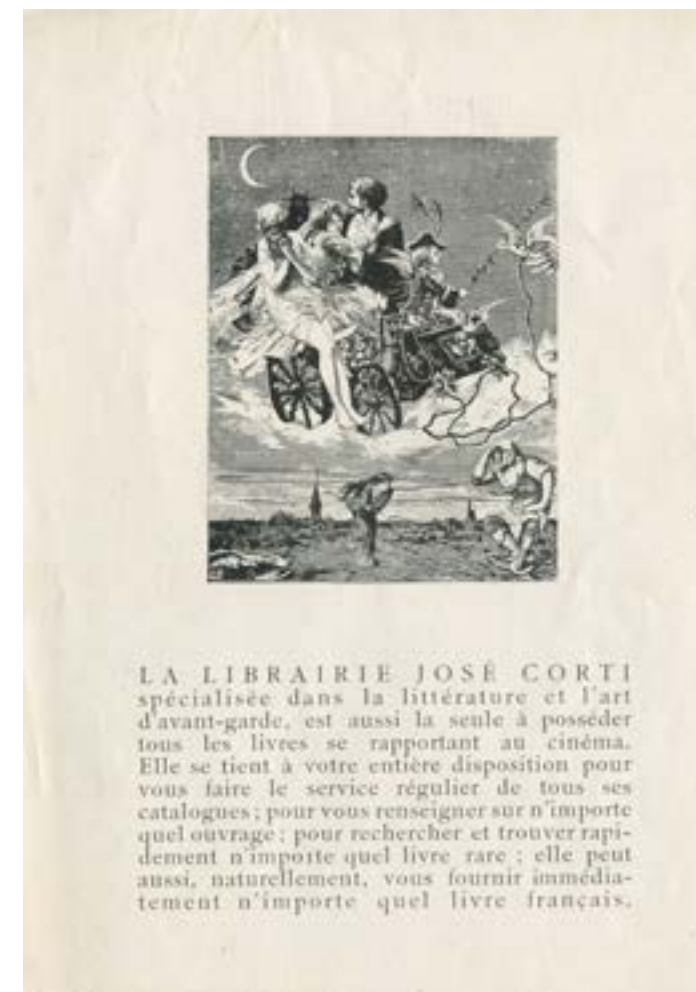 LA LIBRAIRIE JOSÉ CORTI
spécialisée dans la littérature et l'art
d'avant-garde, est aussi la seule à posséder
tous les livres se rapportant au cinéma.
Elle se tient à votre entière disposition pour
vous faire le service régulier de tous ses
catalogues ; pour vous renseigner sur n'importe
quel ouvrage ; pour rechercher et trouver rapi-
dement n'importe quel livre rare ; elle peut
aussi, naturellement, vous fournir immédia-
tement n'importe quel livre français.